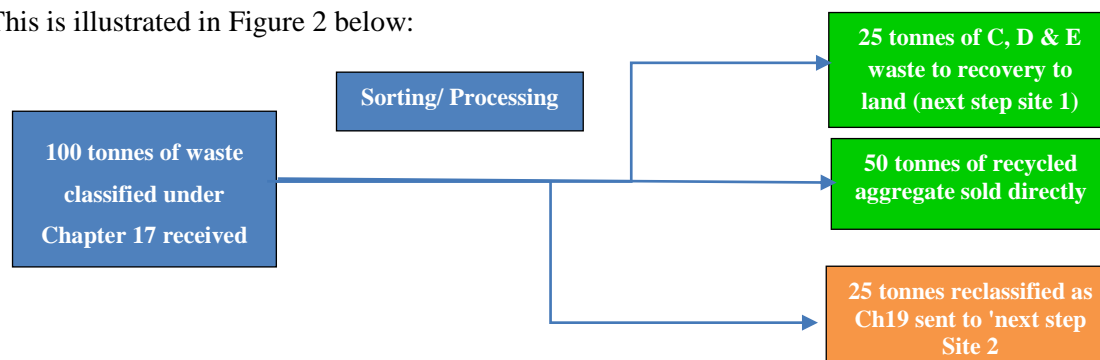 This is illustrated in Figure 2 below:
Sorting/ Processing
100 tonnes of waste
classified under
Chapter 17 received
25 tonnes of C, D & E
waste to recovery to
land (next step site 1)
50 tonnes of recycled
aggregate sold directly
25 tonnes reclassified as
Ch19 sent to 'next step
Site 2